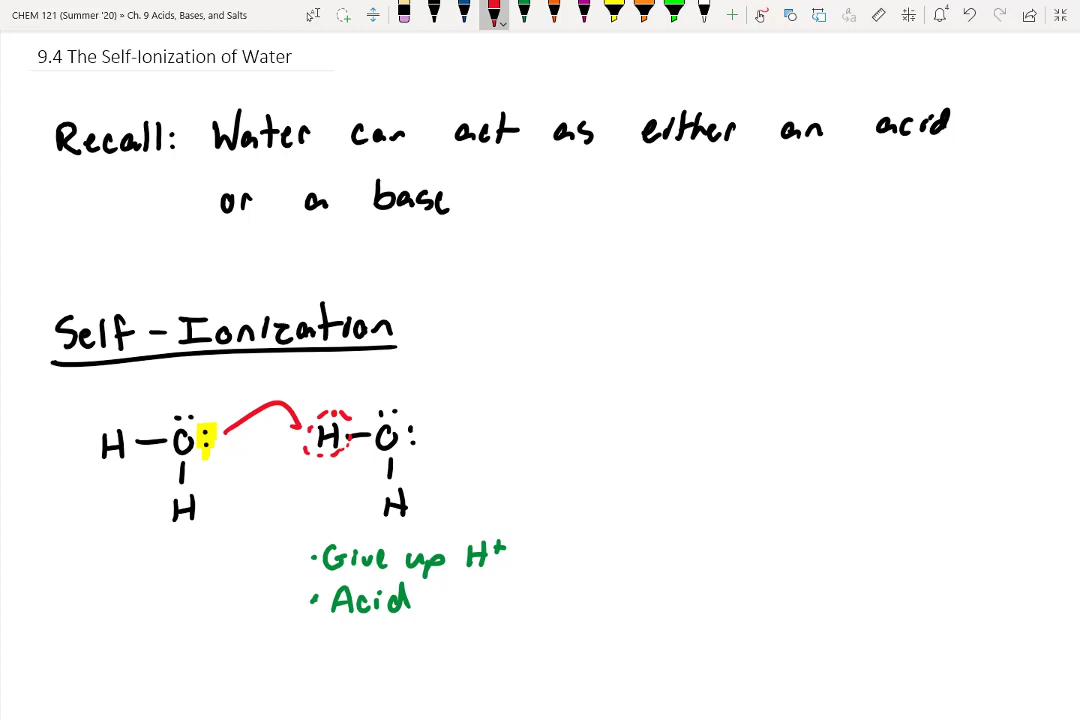 CHEM 121 (Summer '20) » Ch. 9 Acids, Bases, and Salts
9.4 The Self-Ionization of Water
Recall: Water can act as either an acid
or a base
Self-Ionization
H-O: H-O:
H H
• Give up H+
• Acid